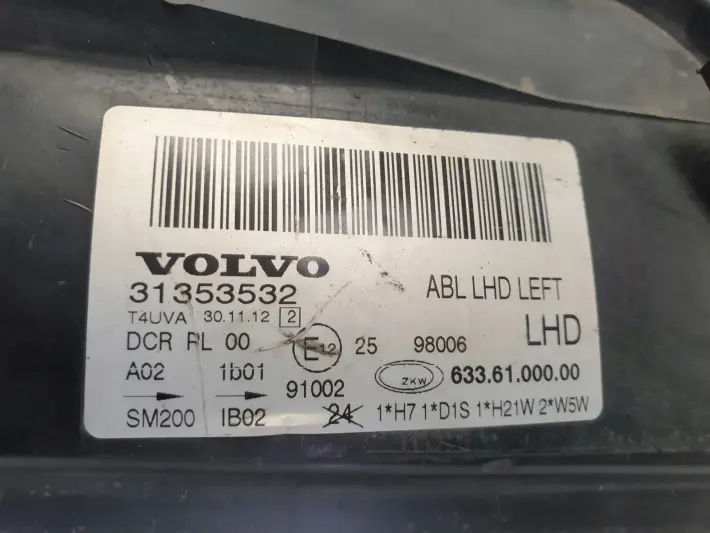 VOLVO
31353532 ABL LHD LEFT
T4UVA 30.11.12 2 LHD
DCR PL 00 E12 25 98006
A02 1b01 91002 ZKW 633.61.000.00
SM200 IB02 24 1*H7 1*D1S 1*H21W 2*W5W